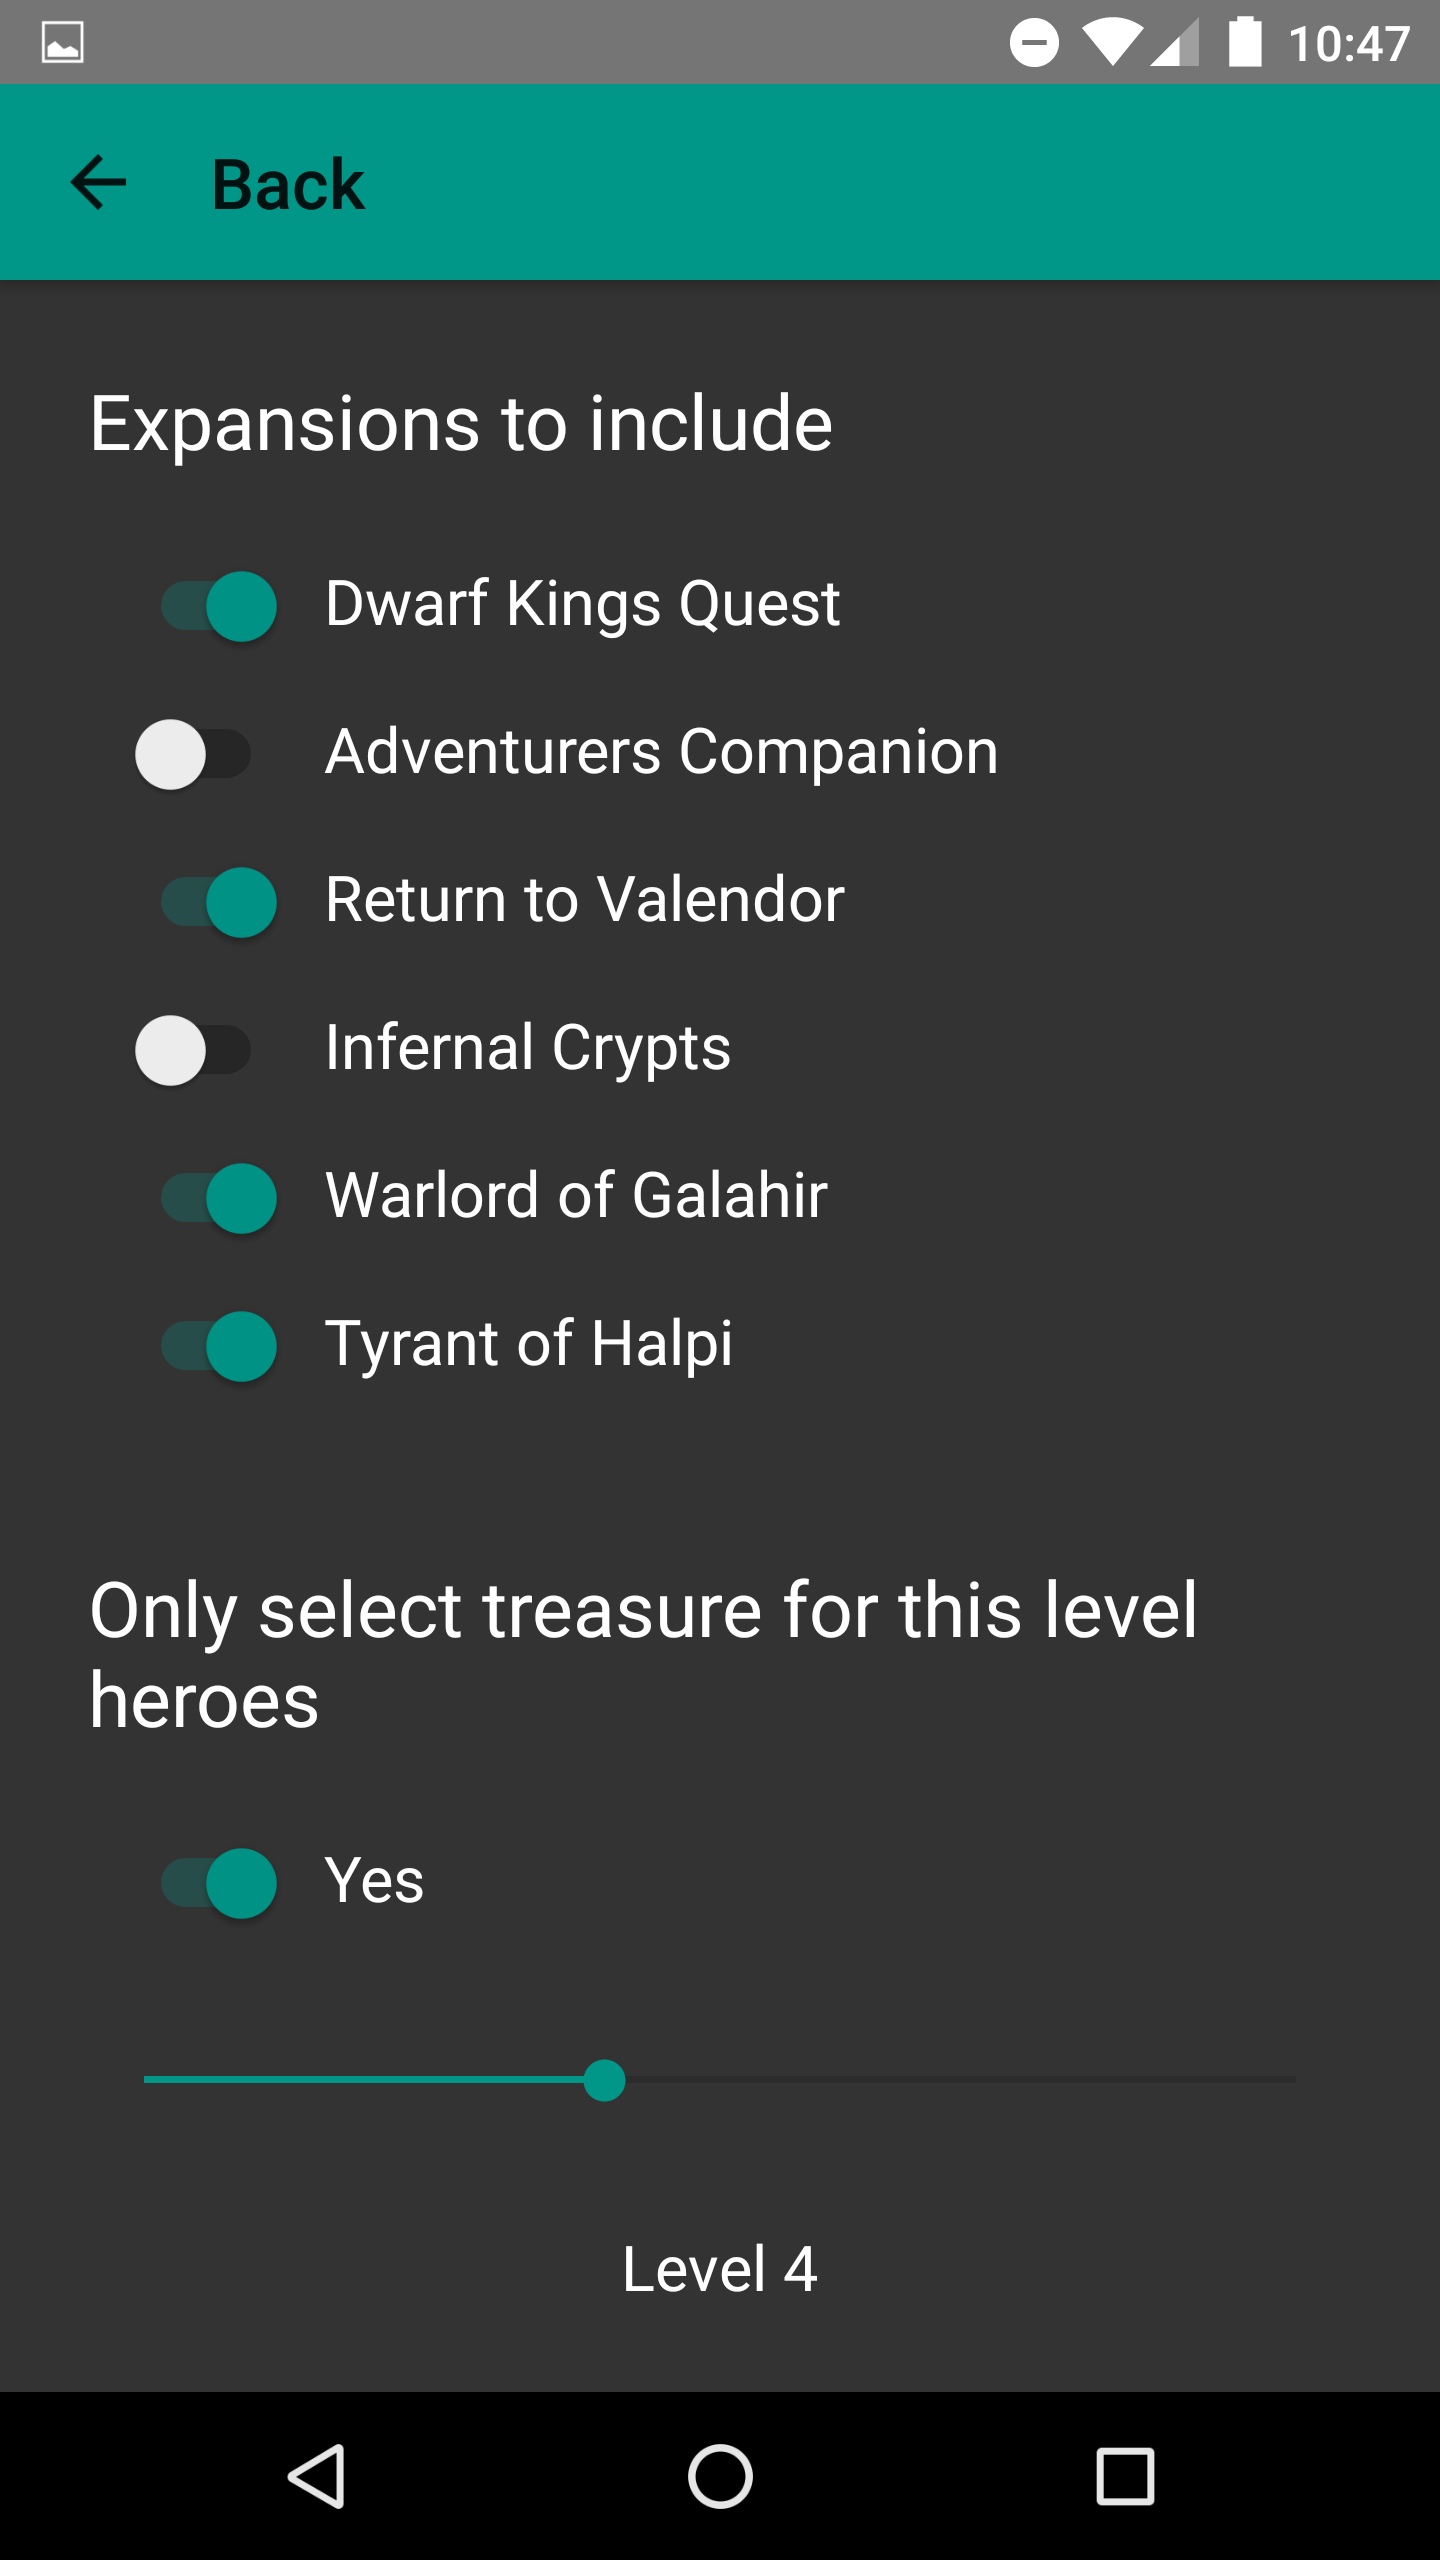 10:47
Back
Expansions to include
Dwarf Kings Quest
Adventurers Companion
Return to Valendor
Infernal Crypts
Warlord of Galahir
Tyrant of Halpi
Only select treasure for this level
heroes
Yes
Level 4